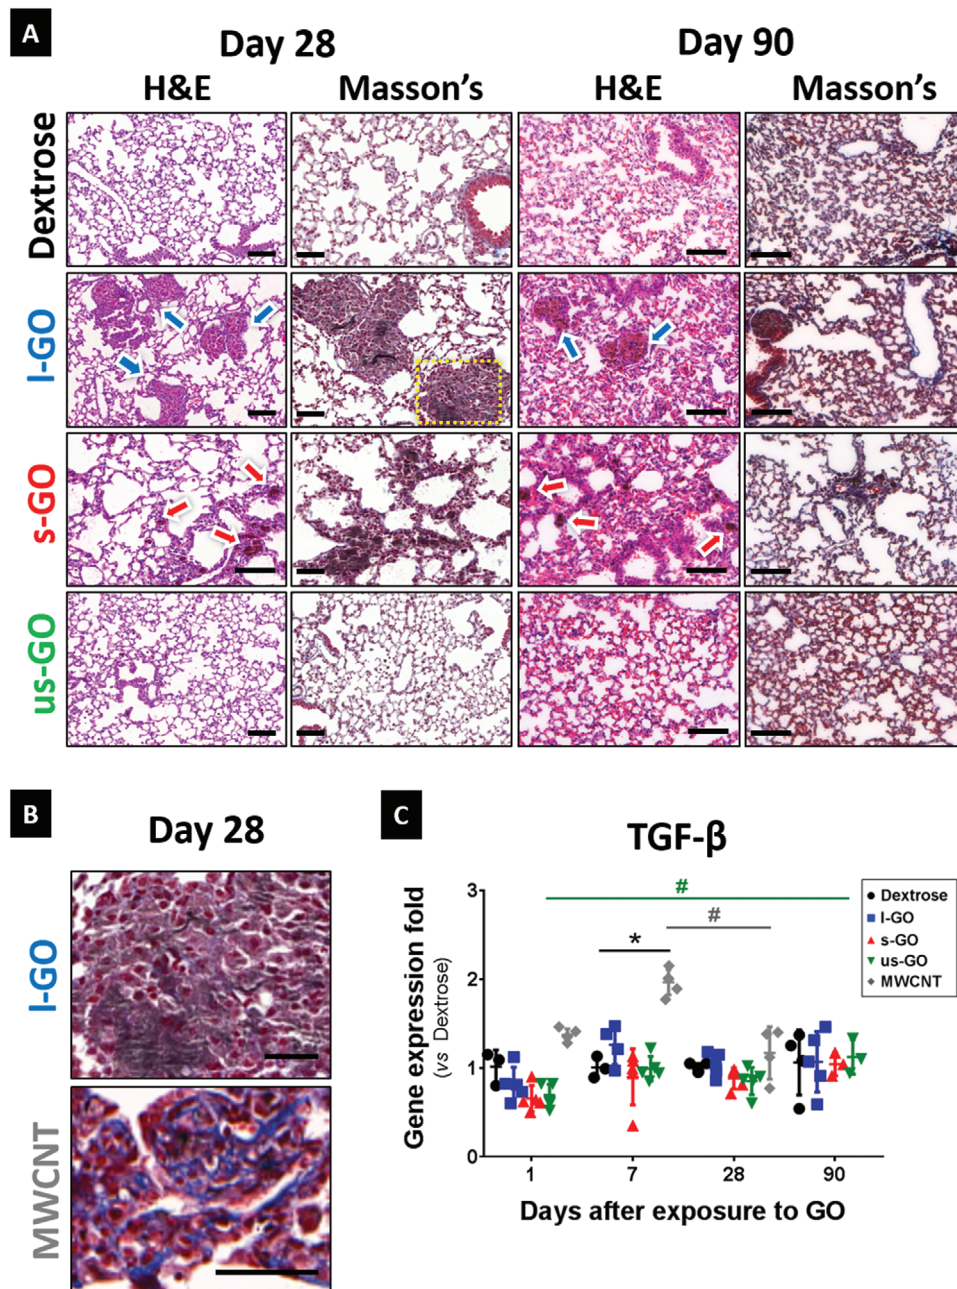 A
Day 28
Day 90
H&E
Masson's
H&E
Masson's
Dextrose
l-GO
s-GO
us-GO
B
Day 28
l-GO
MWCNT
C
TGF-β
Gene expression fold
(vs Dextrose)
3
2
1
0
#
#
*
Dextrose
l-GO
s-GO
us-GO
MWCNT
1
7
28
90
Days after exposure to GO